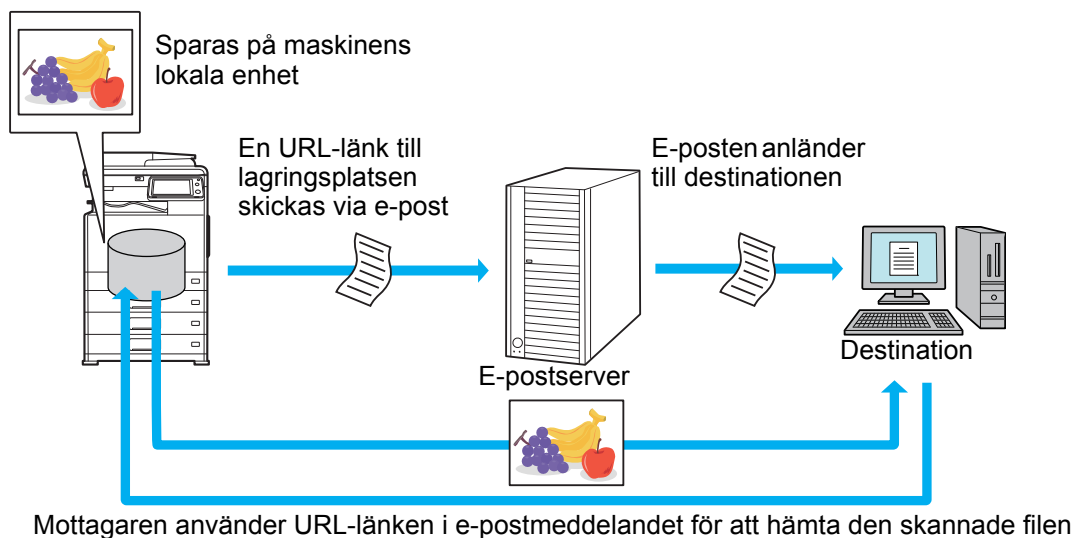 Sparas på maskinens
lokala enhet
En URL-länk till
lagringsplatsen
skickas via e-post
E-posten anländer
till destinationen
E-postserver
Destination
Mottagaren använder URL-länken i e-postmeddelandet för att hämta den skannade filen